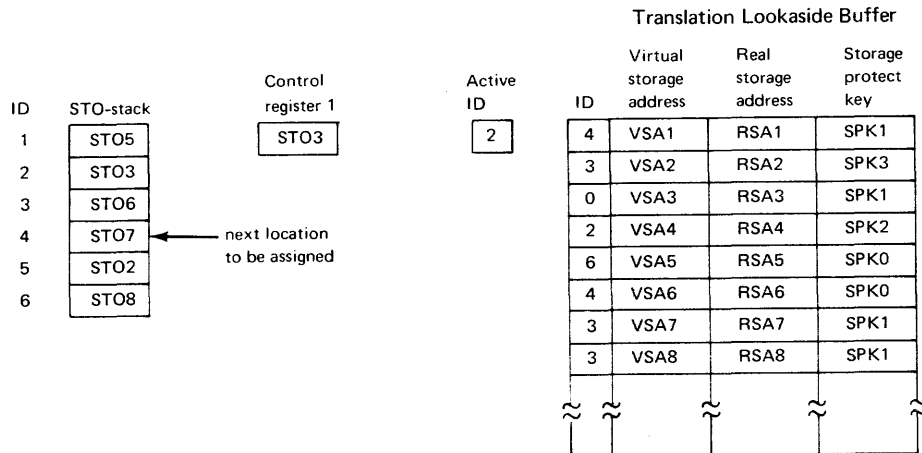 Translation Lookaside Buffer
ID STO-stack
Control
register 1
Active
ID
ID
Virtual
storage
address
Real
storage
address
Storage
protect
key
1 STO5
2 STO3
3 STO6
4 STO7
5 STO2
6 STO8
STO3
2
next location
to be assigned
4 VSA1 RSA1 SPK1
3 VSA2 RSA2 SPK3
0 VSA3 RSA3 SPK1
2 VSA4 RSA4 SPK2
6 VSA5 RSA5 SPK0
4 VSA6 RSA6 SPK0
3 VSA7 RSA7 SPK1
3 VSA8 RSA8 SPK1